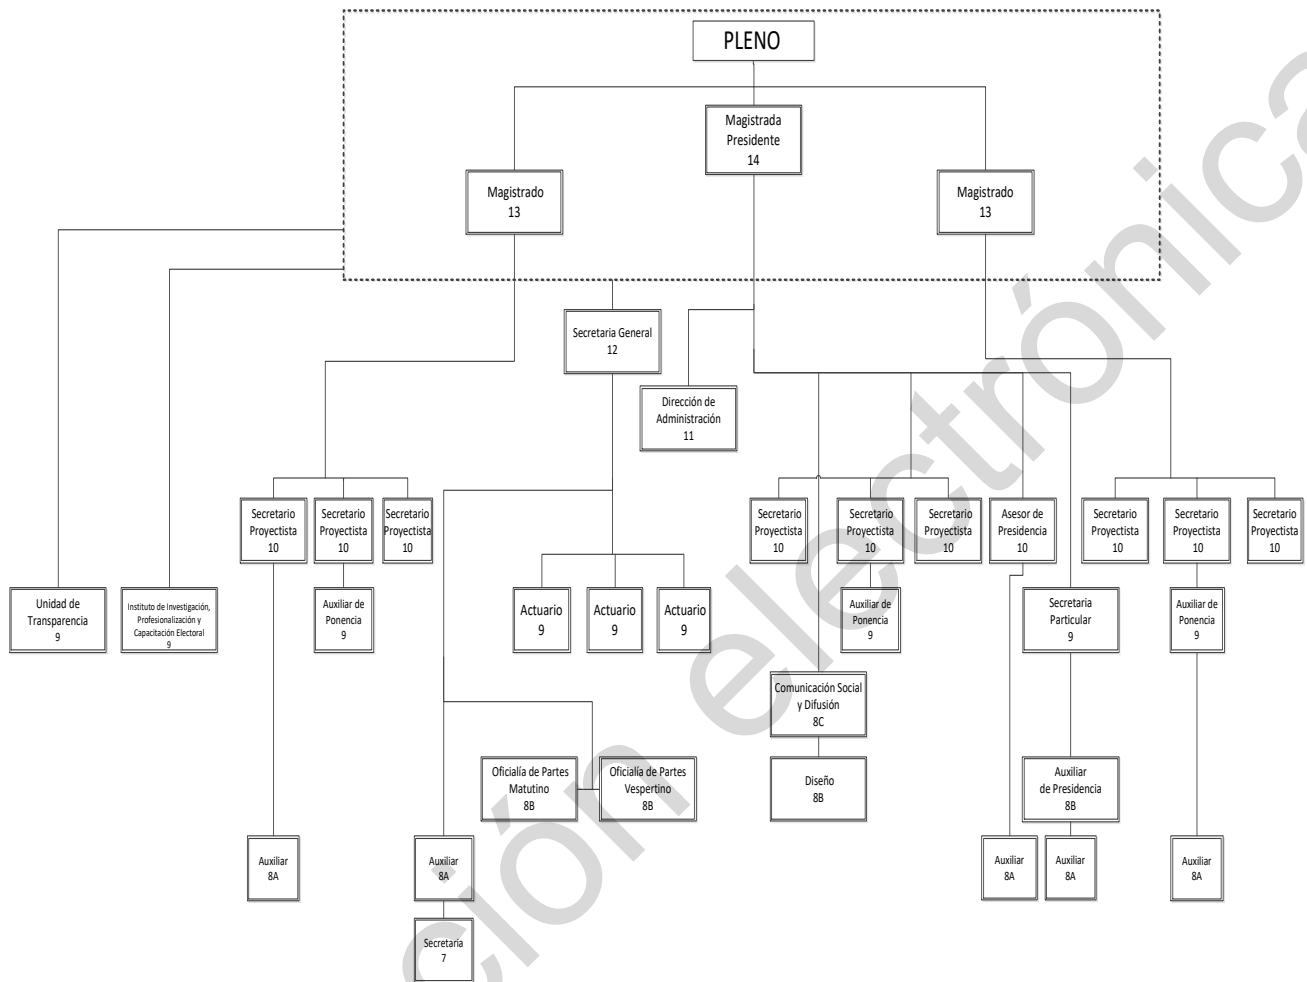 PLENO
Magistrada
Presidente
14
Magistrado
13
Magistrado
13
Secretaria General
12
Dirección de
Administración
11
Secretario
Proyectista
10
Secretario
Proyectista
10
Secretario
Proyectista
10
Secretario
Proyectista
10
Secretario
Proyectista
10
Secretario
Proyectista
10
Asesor de
Presidencia
10
Secretario
Proyectista
10
Secretario
Proyectista
10
Secretario
Proyectista
10
Unidad de
Transparencia
9
Instituto de Investigación,
Profesionalización y
Capacitación Electoral
9
Auxiliar de
Ponencia
9
Actuario
9
Actuario
9
Actuario
9
Auxiliar de
Ponencia
9
Secretaria
Particular
9
Auxiliar de
Ponencia
9
Comunicación Social
y Difusión
8C
Oficialía de Partes
Matutino
8B
Oficialía de Partes
Vespertino
8B
Diseño
8B
Auxiliar
de Presidencia
8B
Auxiliar
8A
Auxiliar
8A
Auxiliar
8A
Auxiliar
8A
Auxiliar
8A
Secretaría
7
ción electrónica